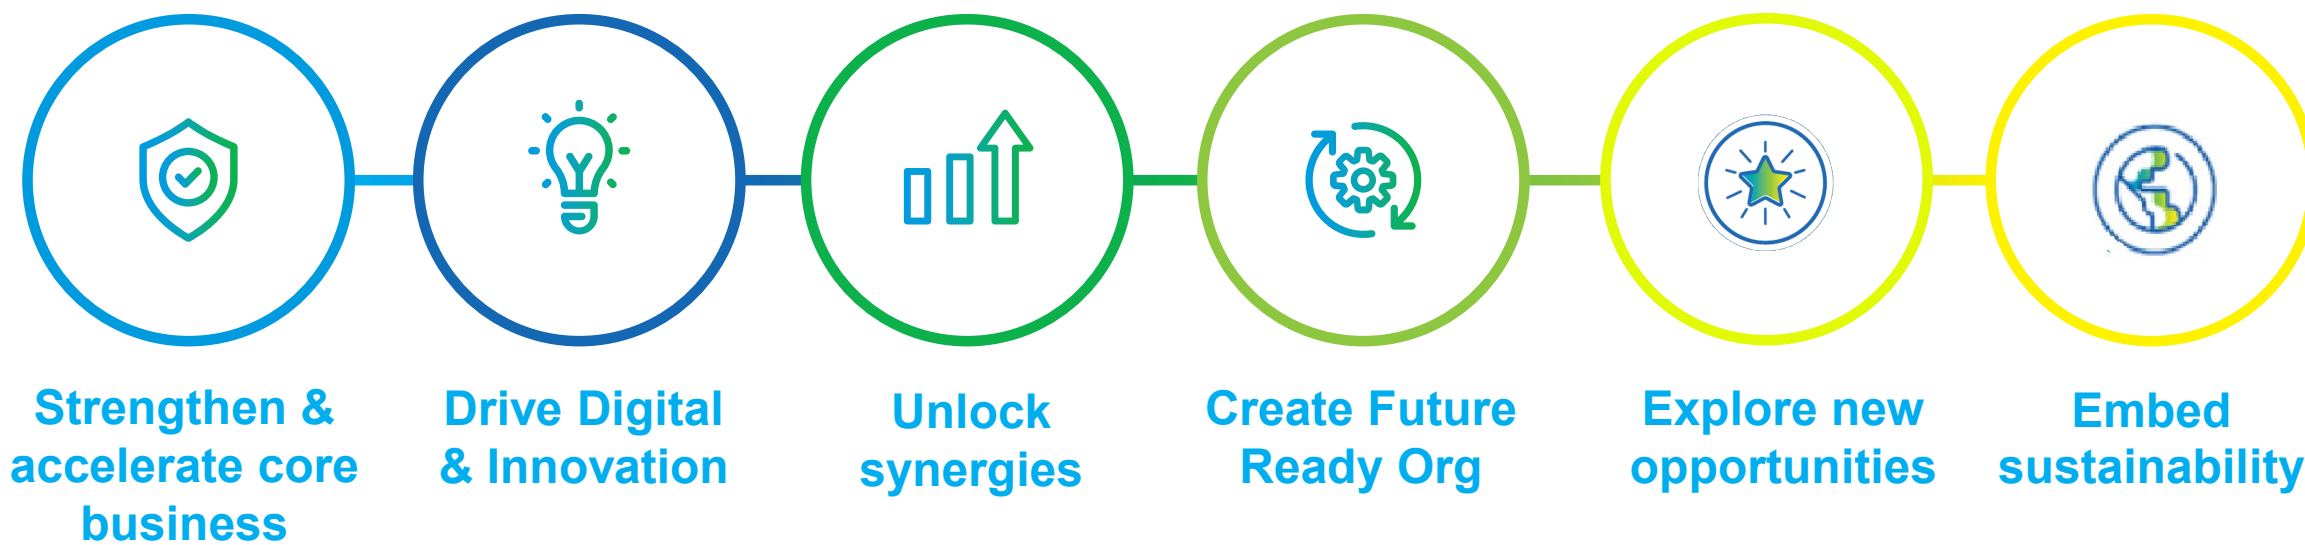 Strengthen &
accelerate core
business
Drive Digital
& Innovation
Unlock
synergies
Create Future
Ready Org
Explore new
opportunities
Embed
sustainability